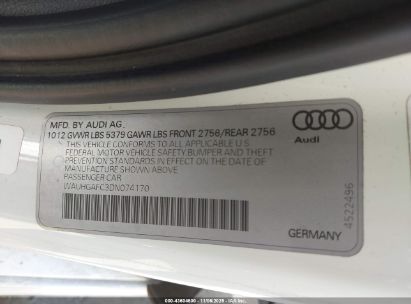 MFD. BY AUDI AG.
1012 GVWR LBS 5379 GAWR LBS FRONT 2756/REAR 2756
THIS VEHICLE CONFORMS TO ALL APPLICABLE U.S.
FEDERAL MOTOR VEHICLE SAFETY BUMPER AND THEFT
PREVENTION STANDARDS IN EFFECT ON THE DATE OF
MANUFACTURE SHOWN ABOVE
PASSENGER CAR
WAUHGAFC3DN074170
Audi
4522496
GERMANY